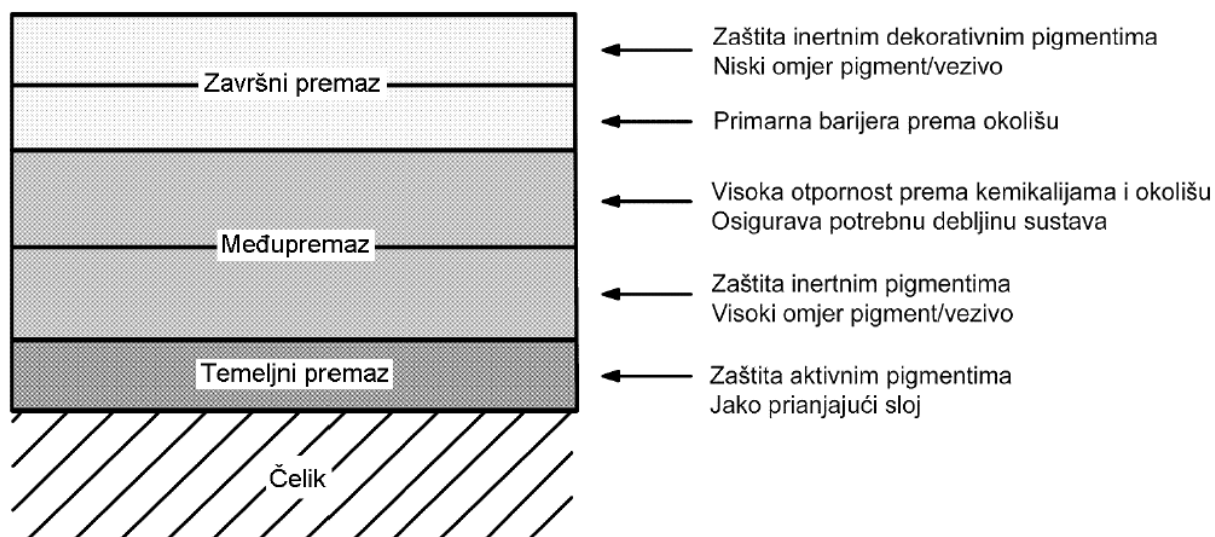 Završni premaz
Međupremaz
Temeljni premaz
Čelik
Zaštita inertnim dekorativnim pigmentima
Niski omjer pigment/vezivo
Primarna barijera prema okolišu
Visoka otpornost prema kemikalijama i okolišu
Osigurava potrebnu debljinu sustava
Zaštita inertnim pigmentima
Visoki omjer pigment/vezivo
Zaštita aktivnim pigmentima
Jako prianjajući sloj